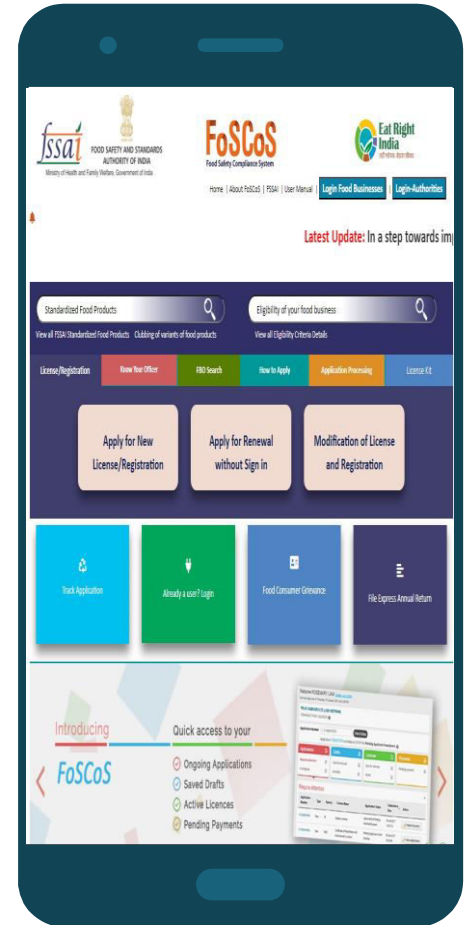 fssai
FOOD SAFETY AND STANDARDS
AUTHORITY OF INDIA
Ministry of Health and Family Welfare, Government of India
FoSCoS
Food Safety Compliance System
Eat Right
India
Home | About FoSCoS | FSSAI | User Manual | Login Food Businesses | Login-Authorities
Latest Update: In a step towards imp
Standardized Food Products
Eligibility of your food business
View all FSSAI Standardized Food Products Clubbing of variants of food products
View all Eligibility Criteria Details
License/Registration
Know Your Officer
FBO Search
How to Apply
Application Processing
License Kit
Apply for New
License/Registration
Apply for Renewal
without Sign in
Modification of License
and Registration
Track Application
Already a user? Login
Food Consumer Grievance
File Express Annual Return
Introducing
FoSCoS
Quick access to your
Ongoing Applications
Saved Drafts
Active Licences
Pending Payments